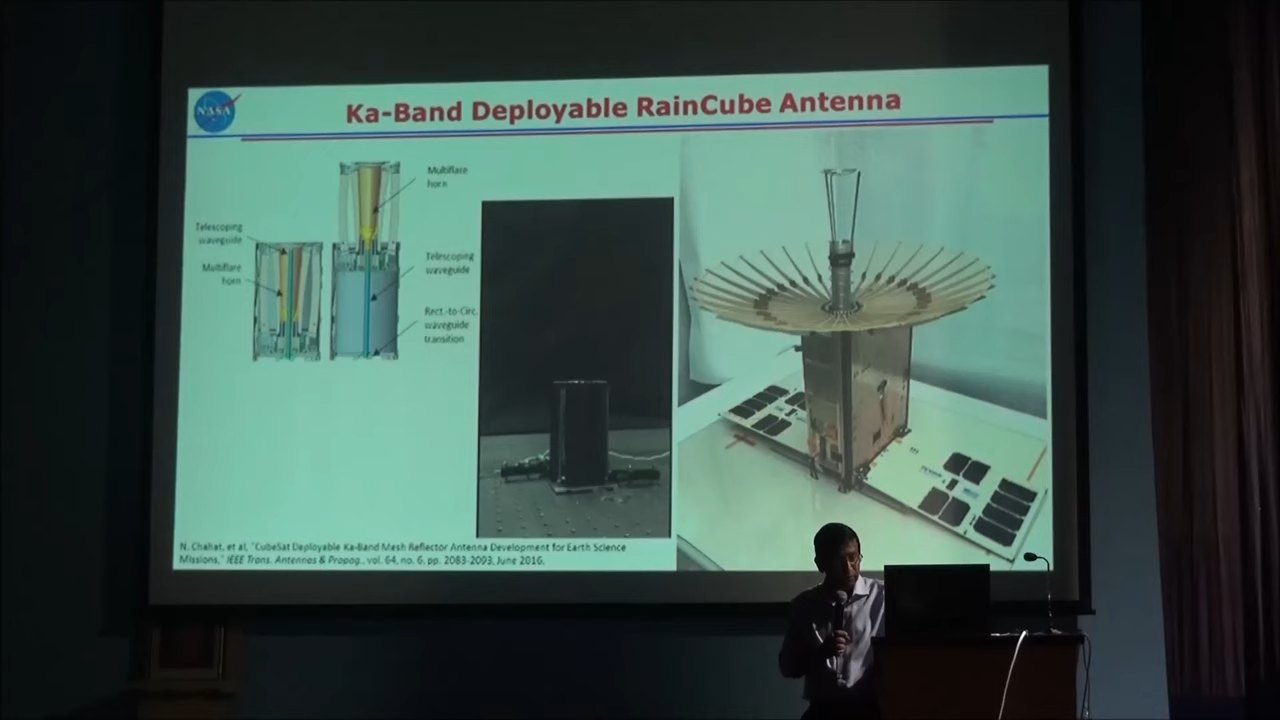 NASA
Ka-Band Deployable RainCube Antenna
Multiflare
horn
Telescoping
waveguide
Multiflare
horn
Telescoping
waveguide
Rect.-to-Circ.
waveguide
transition
N. Chahat, et al, "CubeSat Deployable Ka-Band Mesh Reflector Antenna Development for Earth Science
Missions," IEEE Trans. Antennas & Propag., vol. 64, no. 6, pp. 2083-2093, June 2016.